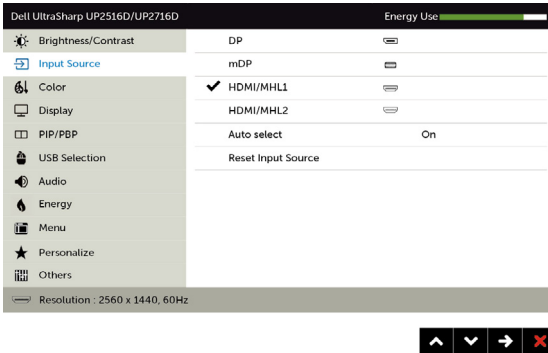 Dell UltraSharp UP2516D/UP2716D Energy Use
Brightness/Contrast
Input Source
Color
Display
PIP/PBP
USB Selection
Audio
Energy
Menu
Personalize
Others
DP
mDP
HDMI/MHL1
HDMI/MHL2
Auto select On
Reset Input Source
Resolution : 2560 x 1440, 60Hz